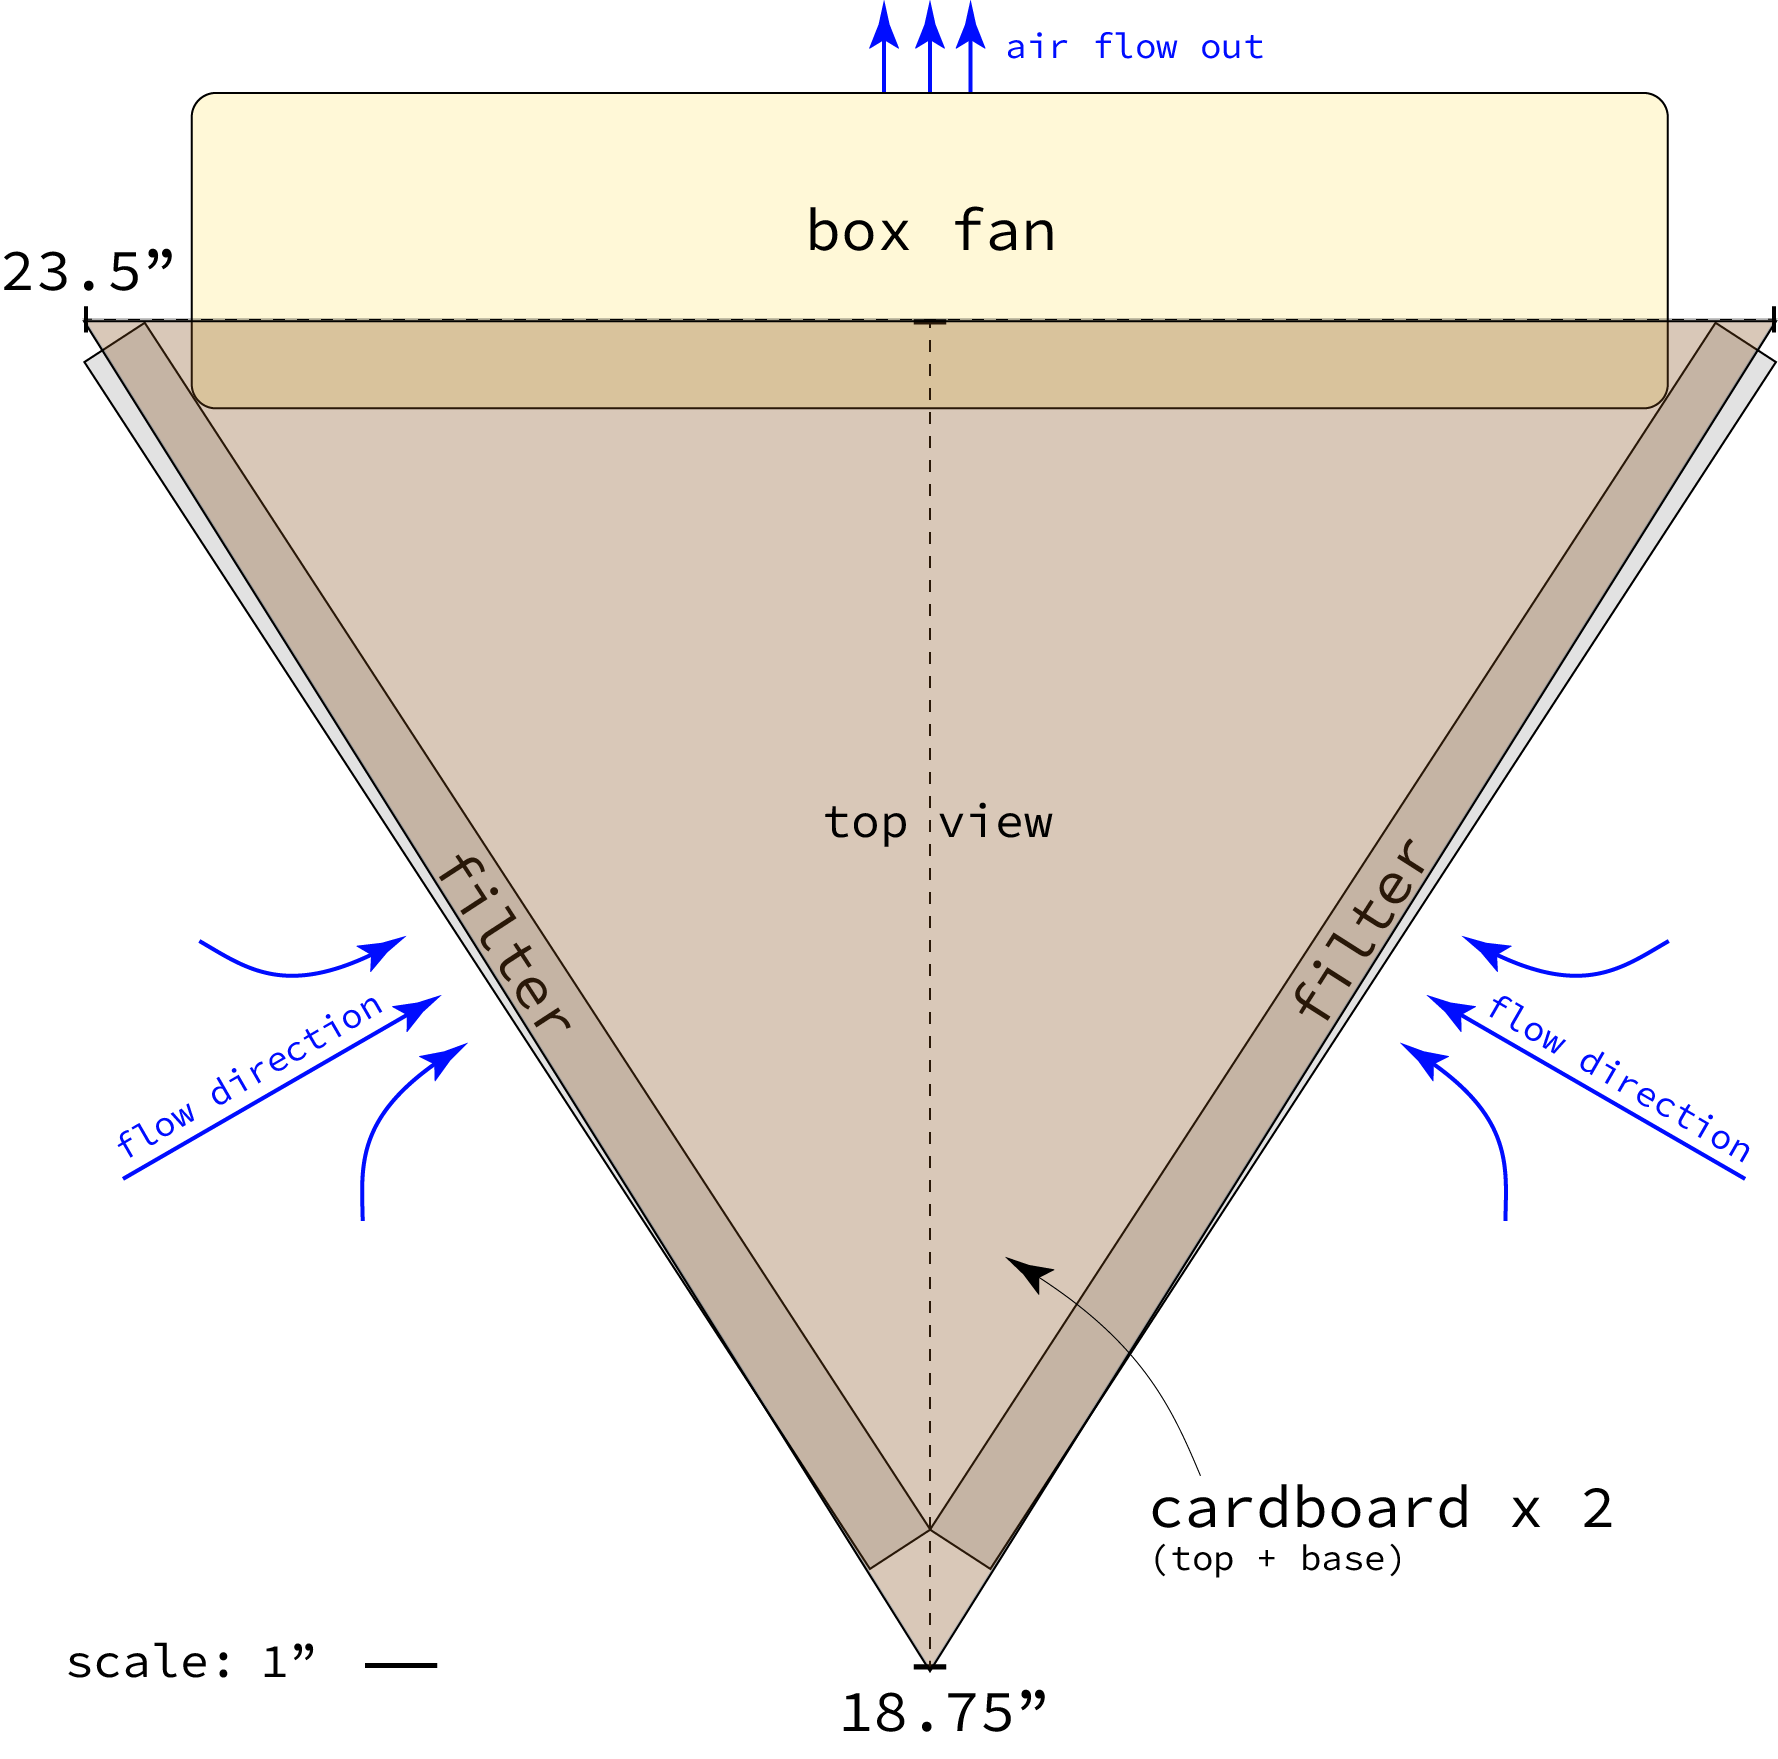 air flow out
box fan
23.5”
top view
filter
filter
flow direction
flow direction
cardboard x 2
(top + base)
scale: 1”
18.75”